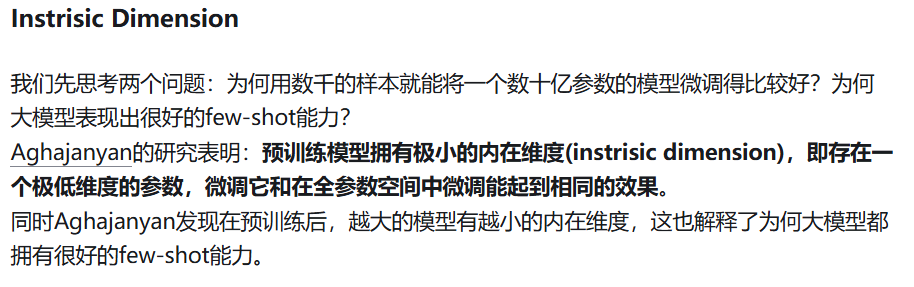 Instrisic Dimension
我们先思考两个问题：为何用数千的样本就能将一个数十亿参数的模型微调得比较好？为何
大模型表现出很好的few-shot能力？
Aghajanyan的研究表明：预训练模型拥有极小的内在维度(instrisic dimension)，即存在一
个极低维度的参数，微调它和在全参数空间中微调能起到相同的效果。
同时Aghajanyan发现在预训练后，越大的模型有越小的内在维度，这也解释了为何大模型都
拥有很好的few-shot能力。